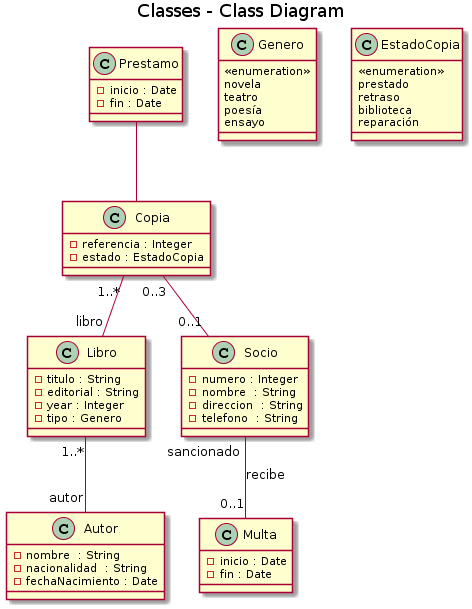 Classes - Class Diagram
C Prestamo
inicio : Date
fin : Date
C Genero
«enumeration»
novela
teatro
poesía
ensayo
C EstadoCopia
«enumeration»
prestado
retraso
biblioteca
reparación
C Copia
referencia : Integer
estado : EstadoCopia
1..*
0..3
libro
0..1
C Libro
titulo : String
editorial : String
year : Integer
tipo : Genero
C Socio
numero : Integer
nombre : String
direccion : String
telefono : String
1..*
sancionado
recibe
autor
0..1
C Autor
nombre : String
nacionalidad : String
fechaNacimiento : Date
C Multa
inicio : Date
fin : Date